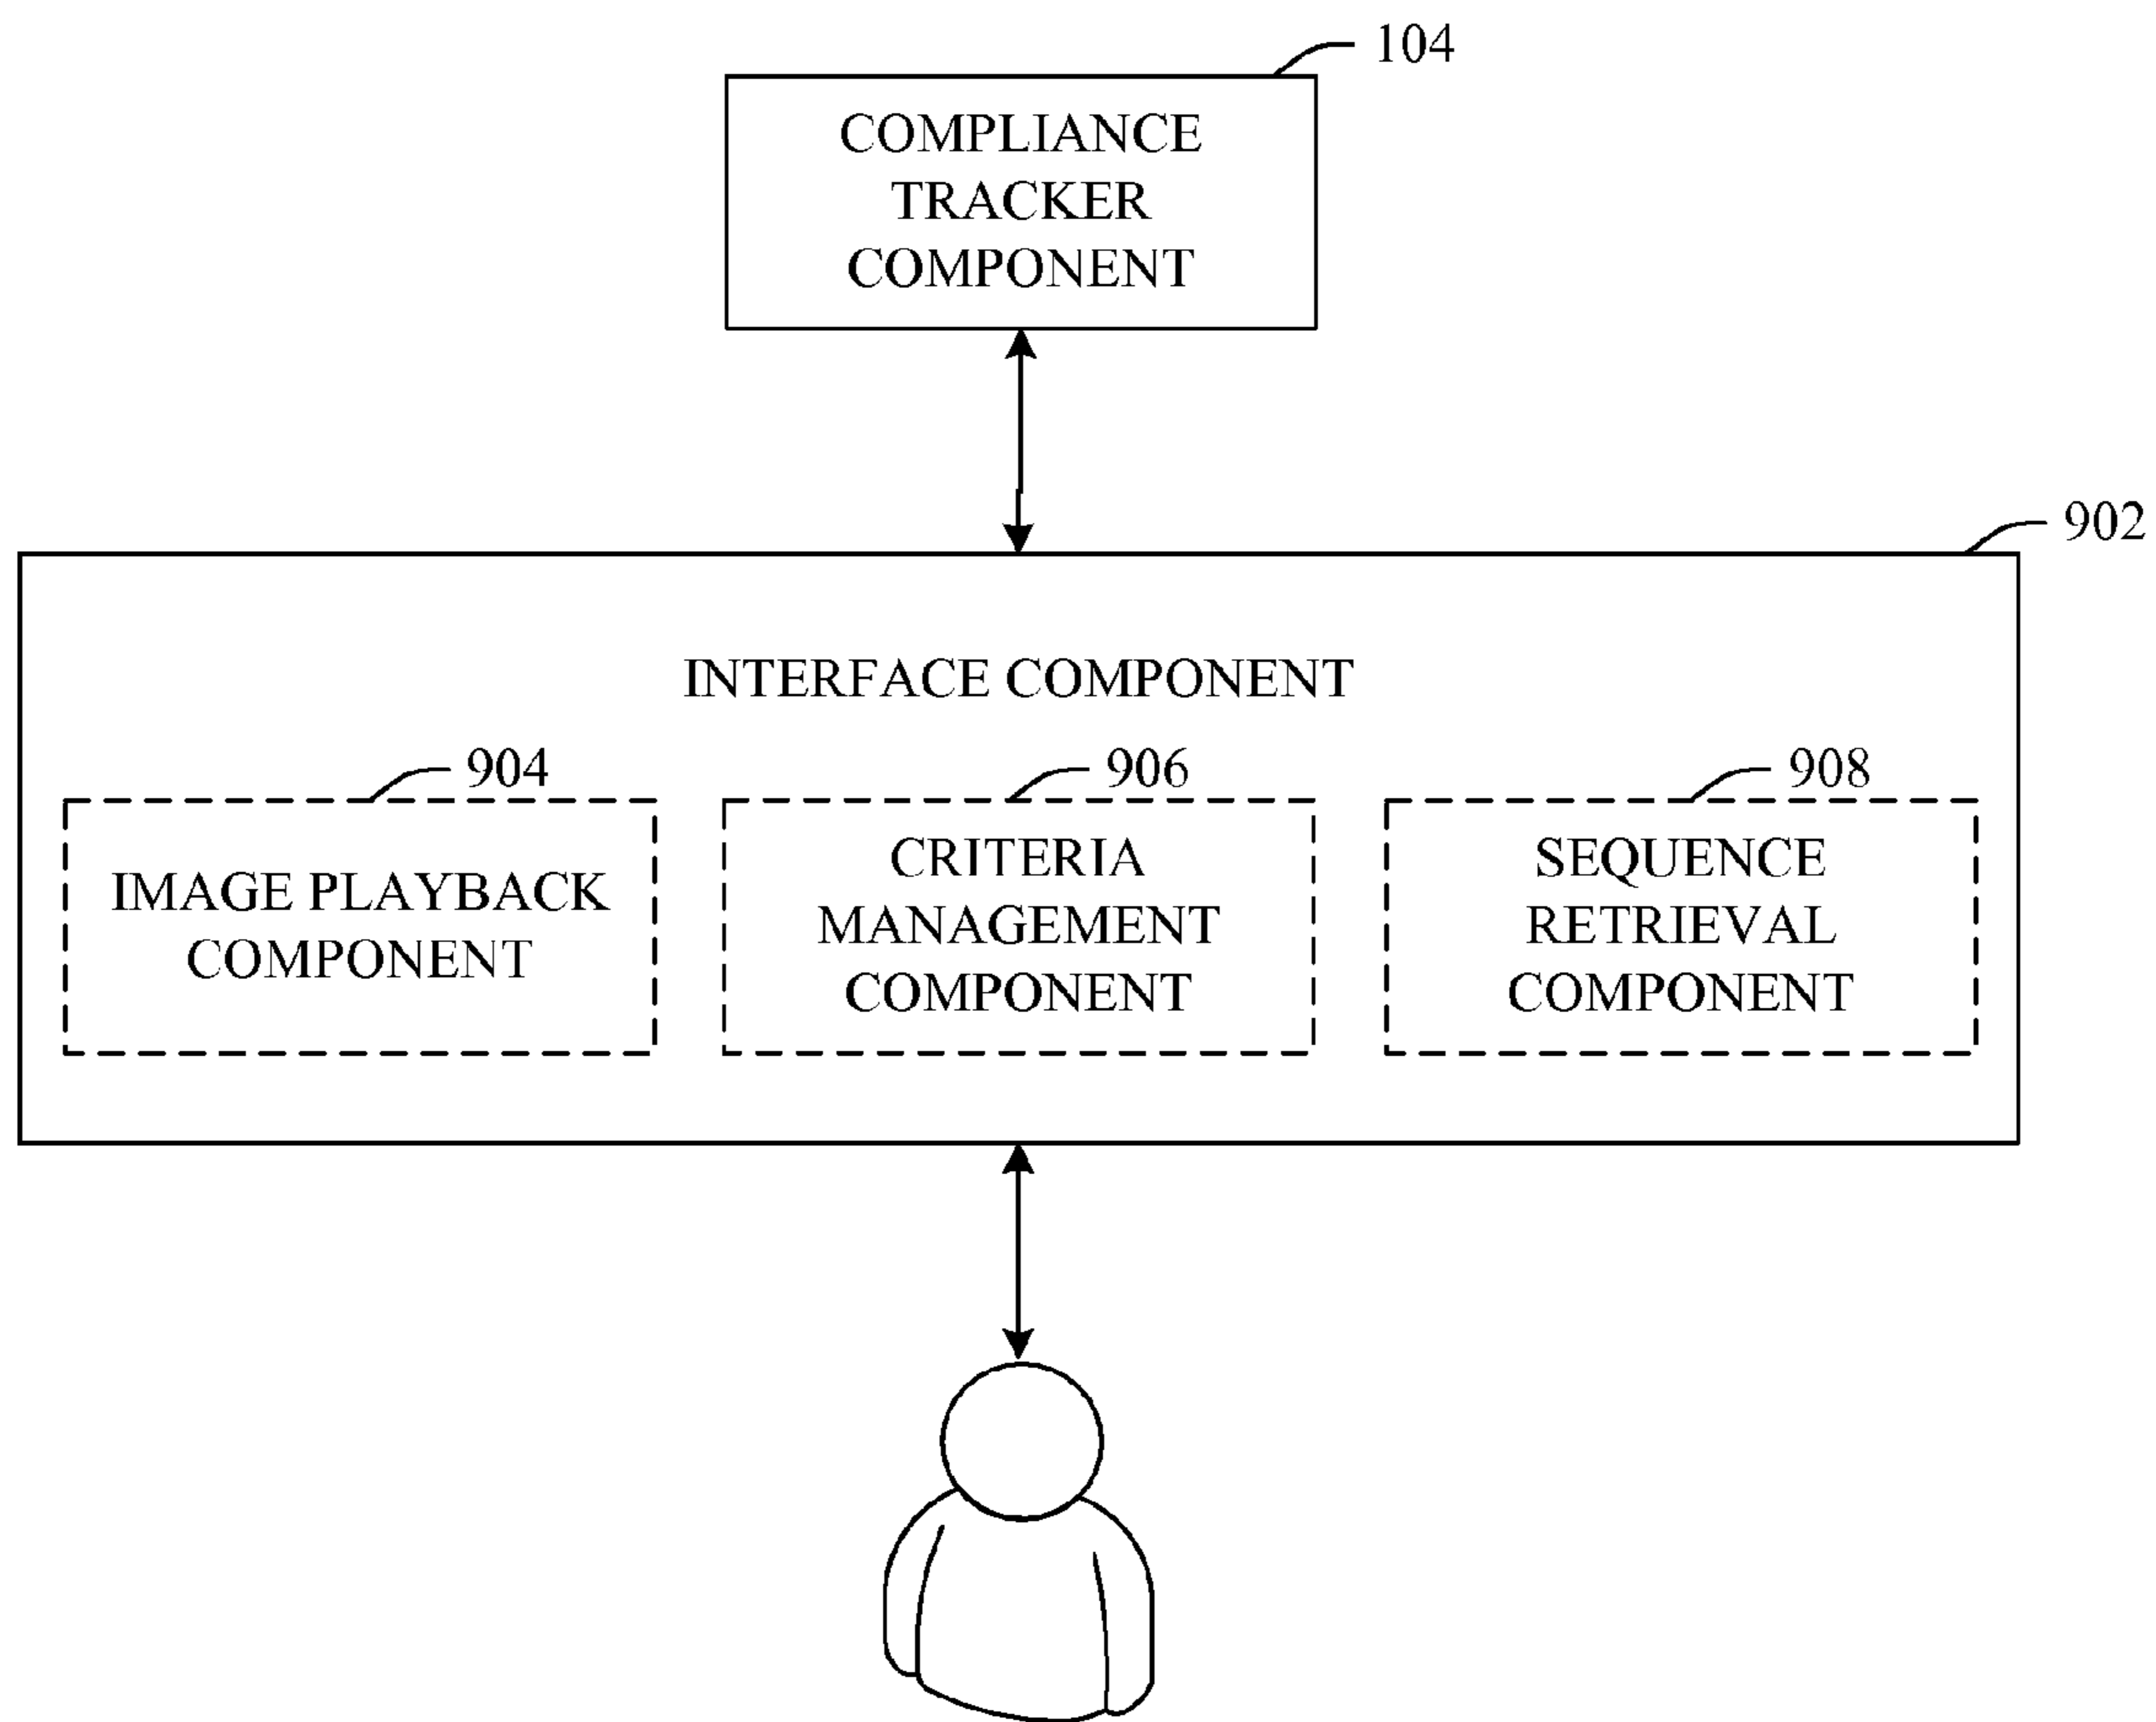 104
COMPLIANCE
TRACKER
COMPONENT
902
INTERFACE COMPONENT
904
906
908
IMAGE PLAYBACK
COMPONENT
CRITERIA
MANAGEMENT
COMPONENT
SEQUENCE
RETRIEVAL
COMPONENT